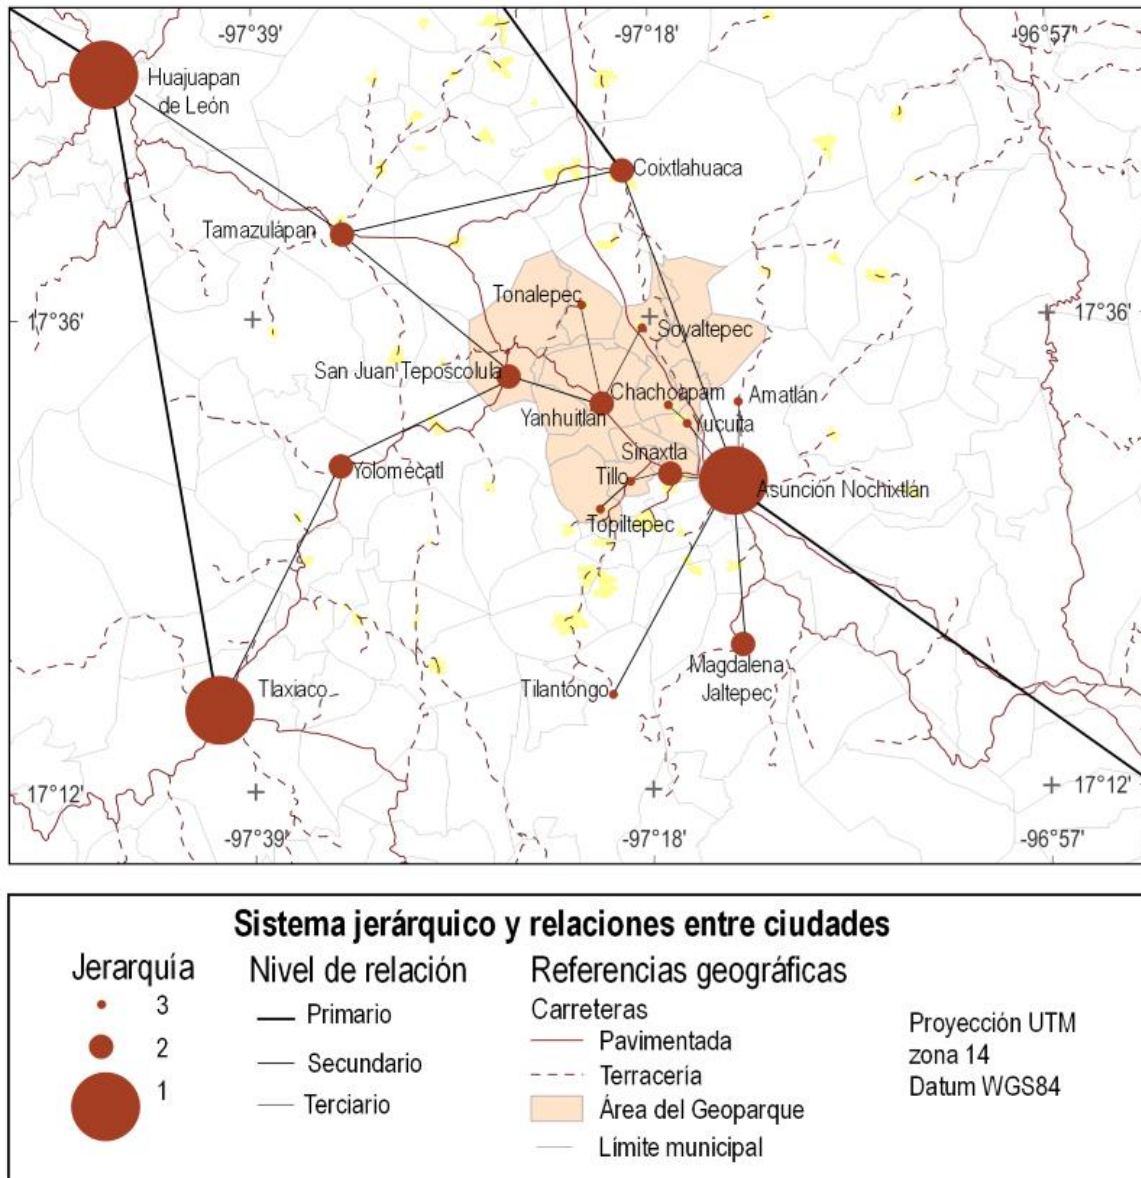 -97°39'
-97°18'
-96°57'
Huajuapan
de León
Coixtlahuaca
Tamazulápan
Tonalepec
17°36'
17°36'
Soyaltepec
San Juan Teposcolula
Chachoapam
Amatlán
Yanhuitlán
Yucuita
Sinaxtla
Yolomécatl
Tillo
Asunción Nochixtlán
Topiltepec
Magdalena
Jaltepec
Tlaxiaco
Tilantongo
17°12'
17°12'
-97°39'
-97°18'
-96°57'
Sistema jerárquico y relaciones entre ciudades
Jerarquía
3
2
1
Nivel de relación
Primario
Secundario
Terciario
Referencias geográficas
Carreteras
Pavimentada
Terracería
Área del Geoparque
Límite municipal
Proyección UTM
zona 14
Datum WGS84